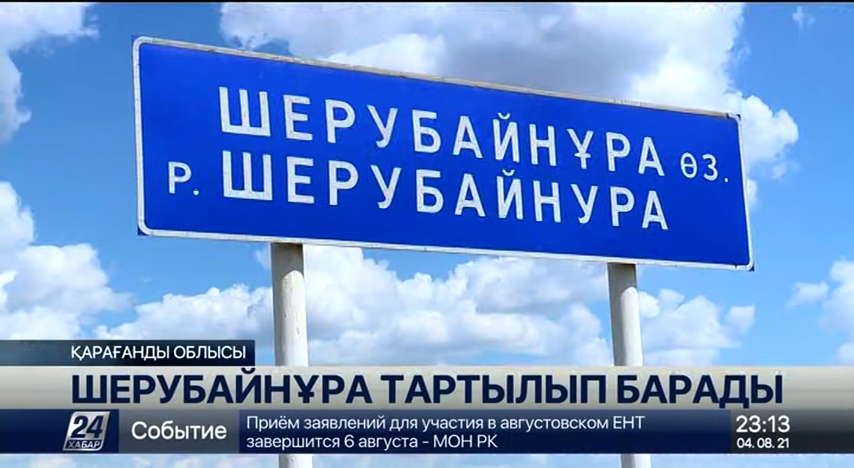 ШЕРУБАЙНҰРА өз.
Р. ШЕРУБАЙНУРА
ҚАРАҒАНДЫ ОБЛЫСЫ
ШЕРУБАЙНҰРА ТАРТЫЛЫП БАРАДЫ
24
ХАБАР
Событие
Приём заявлений для участия в августовском ЕНТ
завершится 6 августа - МОН РК
23:13
04.08.21